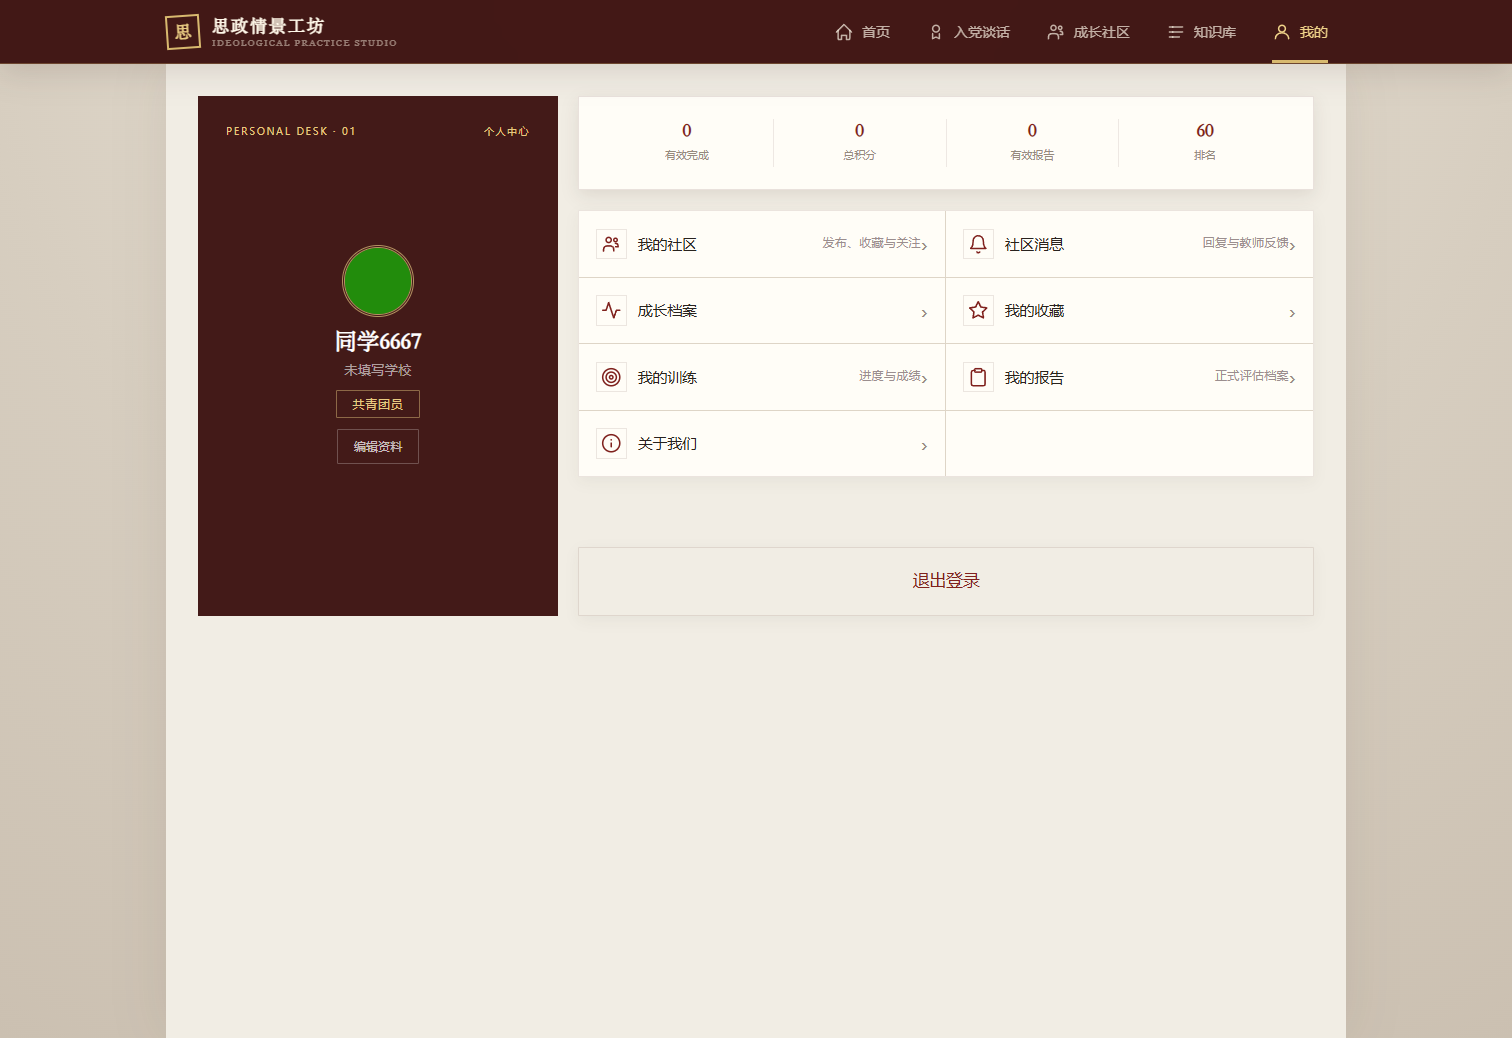 思
思政情景工坊
IDEOLOGICAL PRACTICE STUDIO
首页
入党谈话
成长社区
知识库
我的
PERSONAL DESK · 01
个人中心
同学6667
未填写学校
共青团员
编辑资料
0
有效完成
0
总积分
0
有效报告
60
排名
我的社区
发布、收藏与关注
社区消息
回复与教师反馈
成长档案
我的收藏
我的训练
进度与成绩
我的报告
正式评估档案
关于我们
退出登录